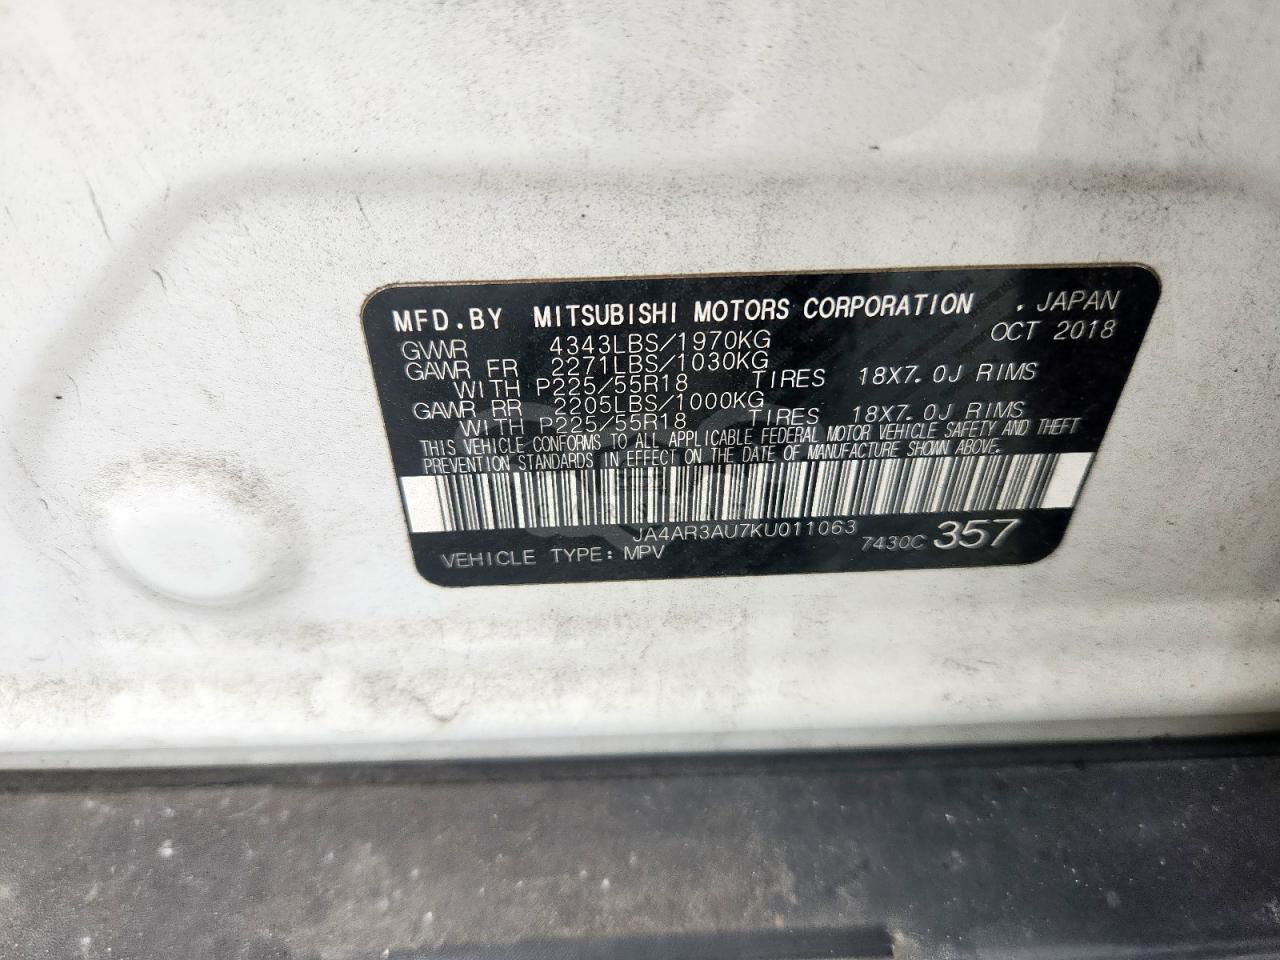 MFD.BY MITSUBISHI MOTORS CORPORATION . JAPAN
GVWR 4343LBS/1970KG OCT 2018
GAWR FR 2271LBS/1030KG
WITH P225/55R18 TIRES 18X7.0J RIMS
GAWR RR 2205LBS/1000KG
WITH P225/55R18 TIRES 18X7.0J RIMS
THIS VEHICLE CONFORMS TO ALL APPLICABLE FEDERAL MOTOR VEHICLE SAFETY AND THEFT
PREVENTION STANDARDS IN EFFECT ON THE DATE OF MANUFACTURE SHOWN ABOVE.
JA4AR3AU7KU011063
VEHICLE TYPE: MPV 7430C 357